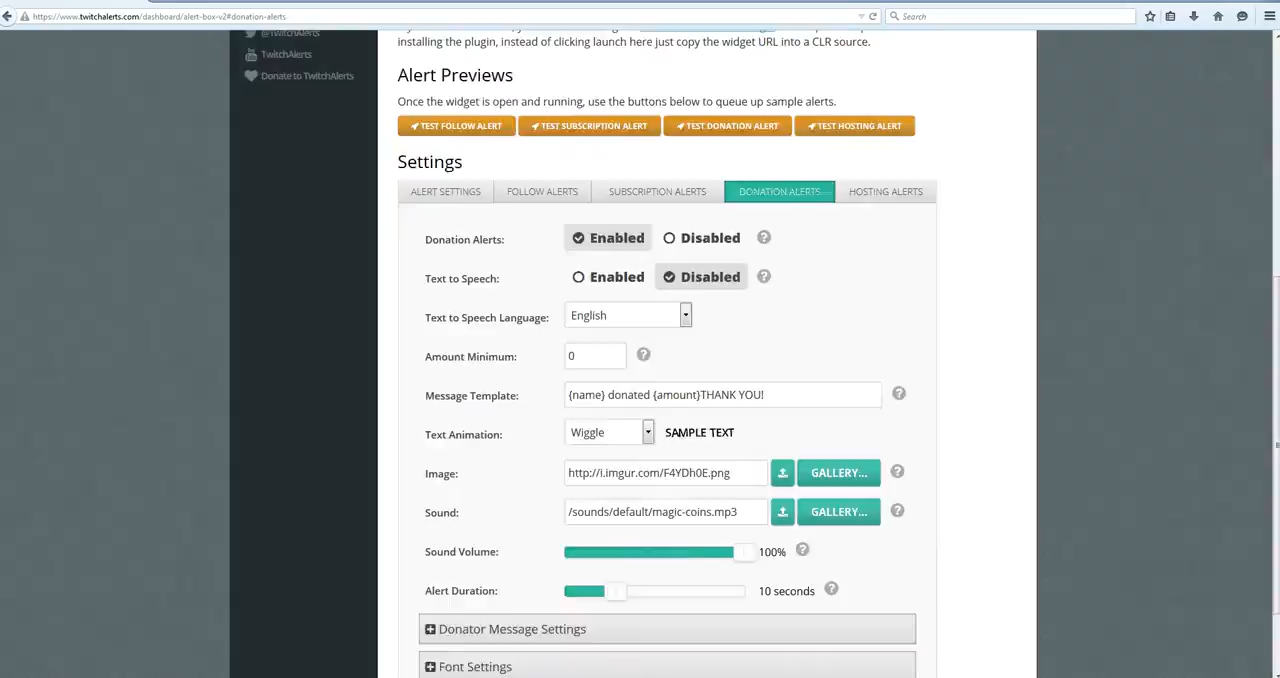 https://www.twitchalerts.com/dashboard/alert-box-v2#donation-alerts
Search
@TwitchAlerts
TwitchAlerts
Donate to TwitchAlerts
installing the plugin, instead of clicking launch here just copy the widget URL into a CLR source.
Alert Previews
Once the widget is open and running, use the buttons below to queue up sample alerts.
TEST FOLLOW ALERT TEST SUBSCRIPTION ALERT TEST DONATION ALERT TEST HOSTING ALERT
Settings
ALERT SETTINGS FOLLOW ALERTS SUBSCRIPTION ALERTS DONATION ALERTS HOSTING ALERTS
Donation Alerts: Enabled Disabled ?
Text to Speech: Enabled Disabled ?
Text to Speech Language: English
Amount Minimum: 0 ?
Message Template: {name} donated {amount}THANK YOU! ?
Text Animation: Wiggle SAMPLE TEXT
Image: http://i.imgur.com/F4YDh0E.png GALLERY... ?
Sound: /sounds/default/magic-coins.mp3 GALLERY... ?
Sound Volume: 100% ?
Alert Duration: 10 seconds ?
Donator Message Settings
Font Settings